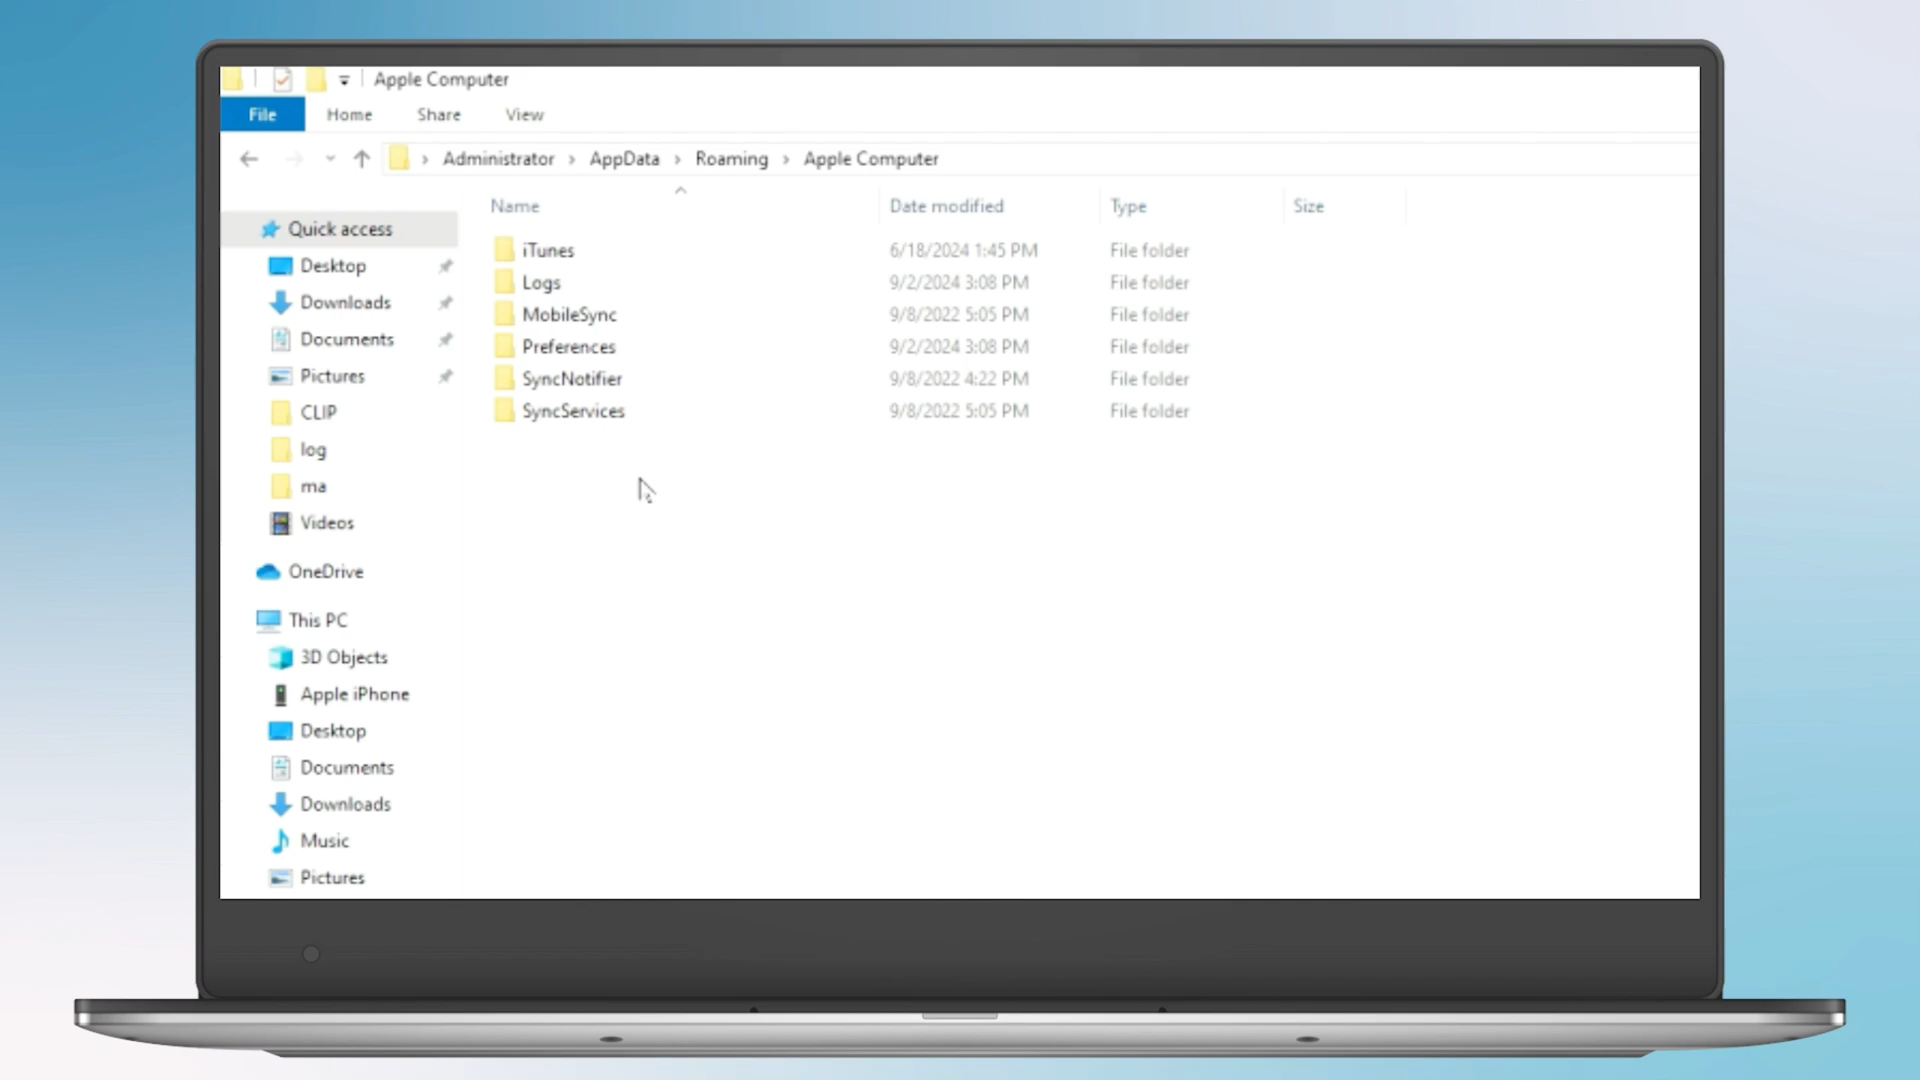 Apple Computer
File Home Share View
Administrator › AppData › Roaming › Apple Computer
Name Date modified Type Size
Quick access
Desktop
Downloads
Documents
Pictures
CLIP
log
ma
Videos
OneDrive
This PC
3D Objects
Apple iPhone
Desktop
Documents
Downloads
Music
Pictures
iTunes 6/18/2024 1:45 PM File folder
Logs 9/2/2024 3:08 PM File folder
MobileSync 9/8/2022 5:05 PM File folder
Preferences 9/2/2024 3:08 PM File folder
SyncNotifier 9/8/2022 4:22 PM File folder
SyncServices 9/8/2022 5:05 PM File folder